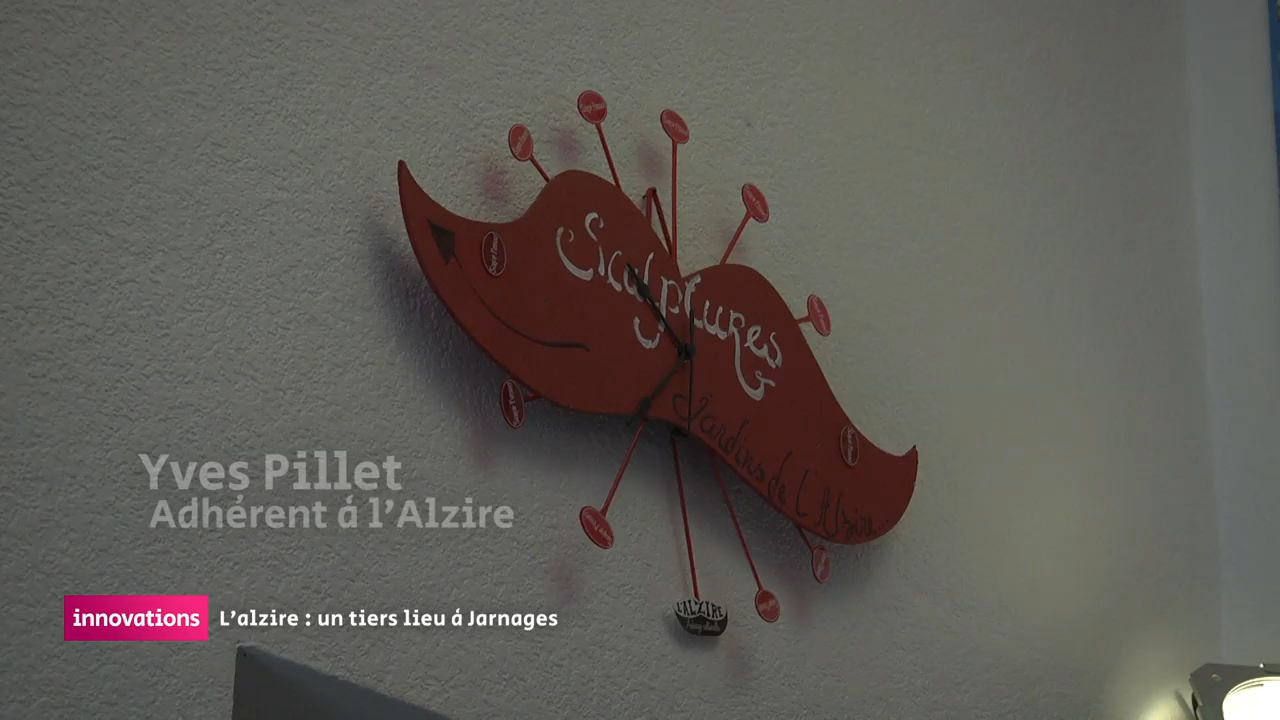 Sculptures
Jardins de l'Alzire
L'ALZIRE
Yves Pillet
Adhérent á l'Alzire
innovations
L'alzire : un tiers lieu á Jarnages